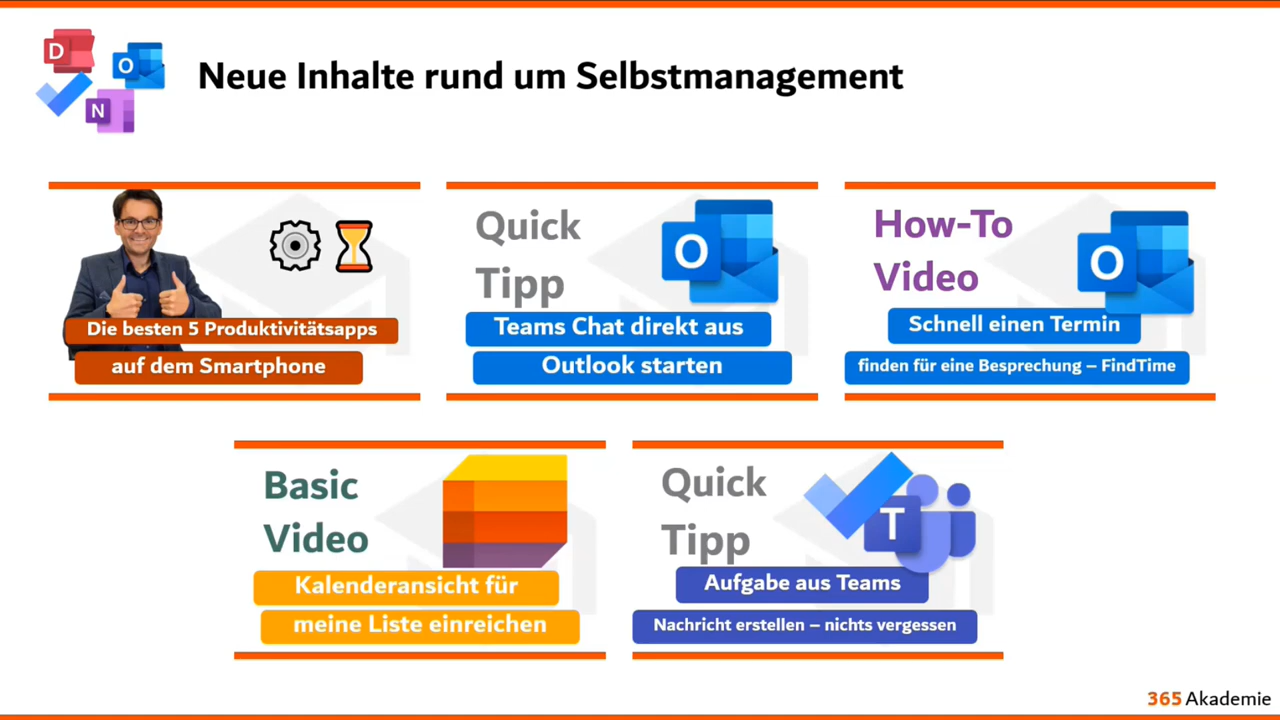 D
O
N
Neue Inhalte rund um Selbstmanagement
Die besten 5 Produktivitätsapps
auf dem Smartphone
Quick
Tipp
O
Teams Chat direkt aus
Outlook starten
How-To
Video
O
Schnell einen Termin
finden für eine Besprechung – FindTime
Basic
Video
Kalenderansicht für
meine Liste einreichen
Quick
Tipp
T
Aufgabe aus Teams
Nachricht erstellen – nichts vergessen
365 Akademie